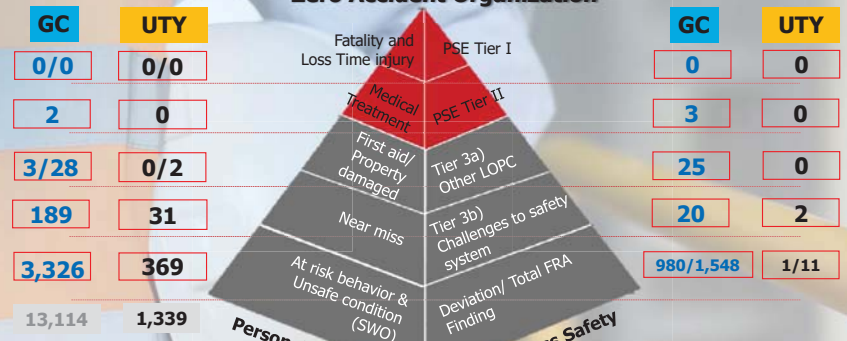 Zero Accident Organization
GC UTY
GC UTY
0/0 0/0
Fatality and
Loss Time injury
PSE Tier I
0 0
2 0
Medical
Treatment
PSE Tier II
3 0
3/28 0/2
First aid/
Property
damaged
Tier 3a)
Other LOPC
25 0
189 31
Near miss
Tier 3b)
Challenges to safety
system
20 2
3,326 369
At risk behavior &
Unsafe condition
(SWO)
Deviation/ Total FRA
Finding
980/1,548 1/11
13,114 1,339
Safety